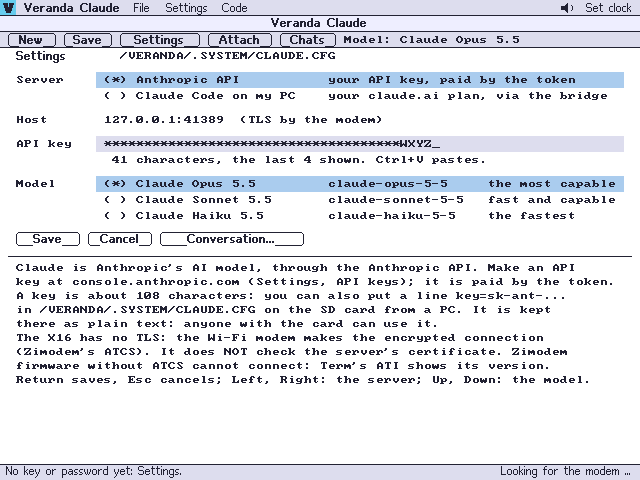 V Veranda Claude File Settings Code Set clock
Veranda Claude
New Save Settings Attach Chats Model: Claude Opus 5.5
Settings /VERANDA/.SYSTEM/CLAUDE.CFG
Server (*) Anthropic API your API key, paid by the token
( ) Claude Code on my PC your claude.ai plan, via the bridge
Host 127.0.0.1:41389 (TLS by the modem)
API key *************************************WXYZ_
41 characters, the last 4 shown. Ctrl+V pastes.
Model (*) Claude Opus 5.5 claude-opus-5-5 the most capable
( ) Claude Sonnet 5.5 claude-sonnet-5-5 fast and capable
( ) Claude Haiku 5.5 claude-haiku-5-5 the fastest
Save Cancel Conversation...
Claude is Anthropic's AI model, through the Anthropic API. Make an API
key at console.anthropic.com (Settings, API keys); it is paid by the token.
A key is about 108 characters: you can also put a line key=sk-ant-...
in /VERANDA/.SYSTEM/CLAUDE.CFG on the SD card from a PC. It is kept
there as plain text: anyone with the card can use it.
The X16 has no TLS: the Wi-Fi modem makes the encrypted connection
(Zimodem's ATCS). It does NOT check the server's certificate. Zimodem
firmware without ATCS cannot connect: Term's ATI shows its version.
Return saves, Esc cancels; Left, Right: the server; Up, Down: the model.
No key or password yet: Settings. Looking for the modem ...